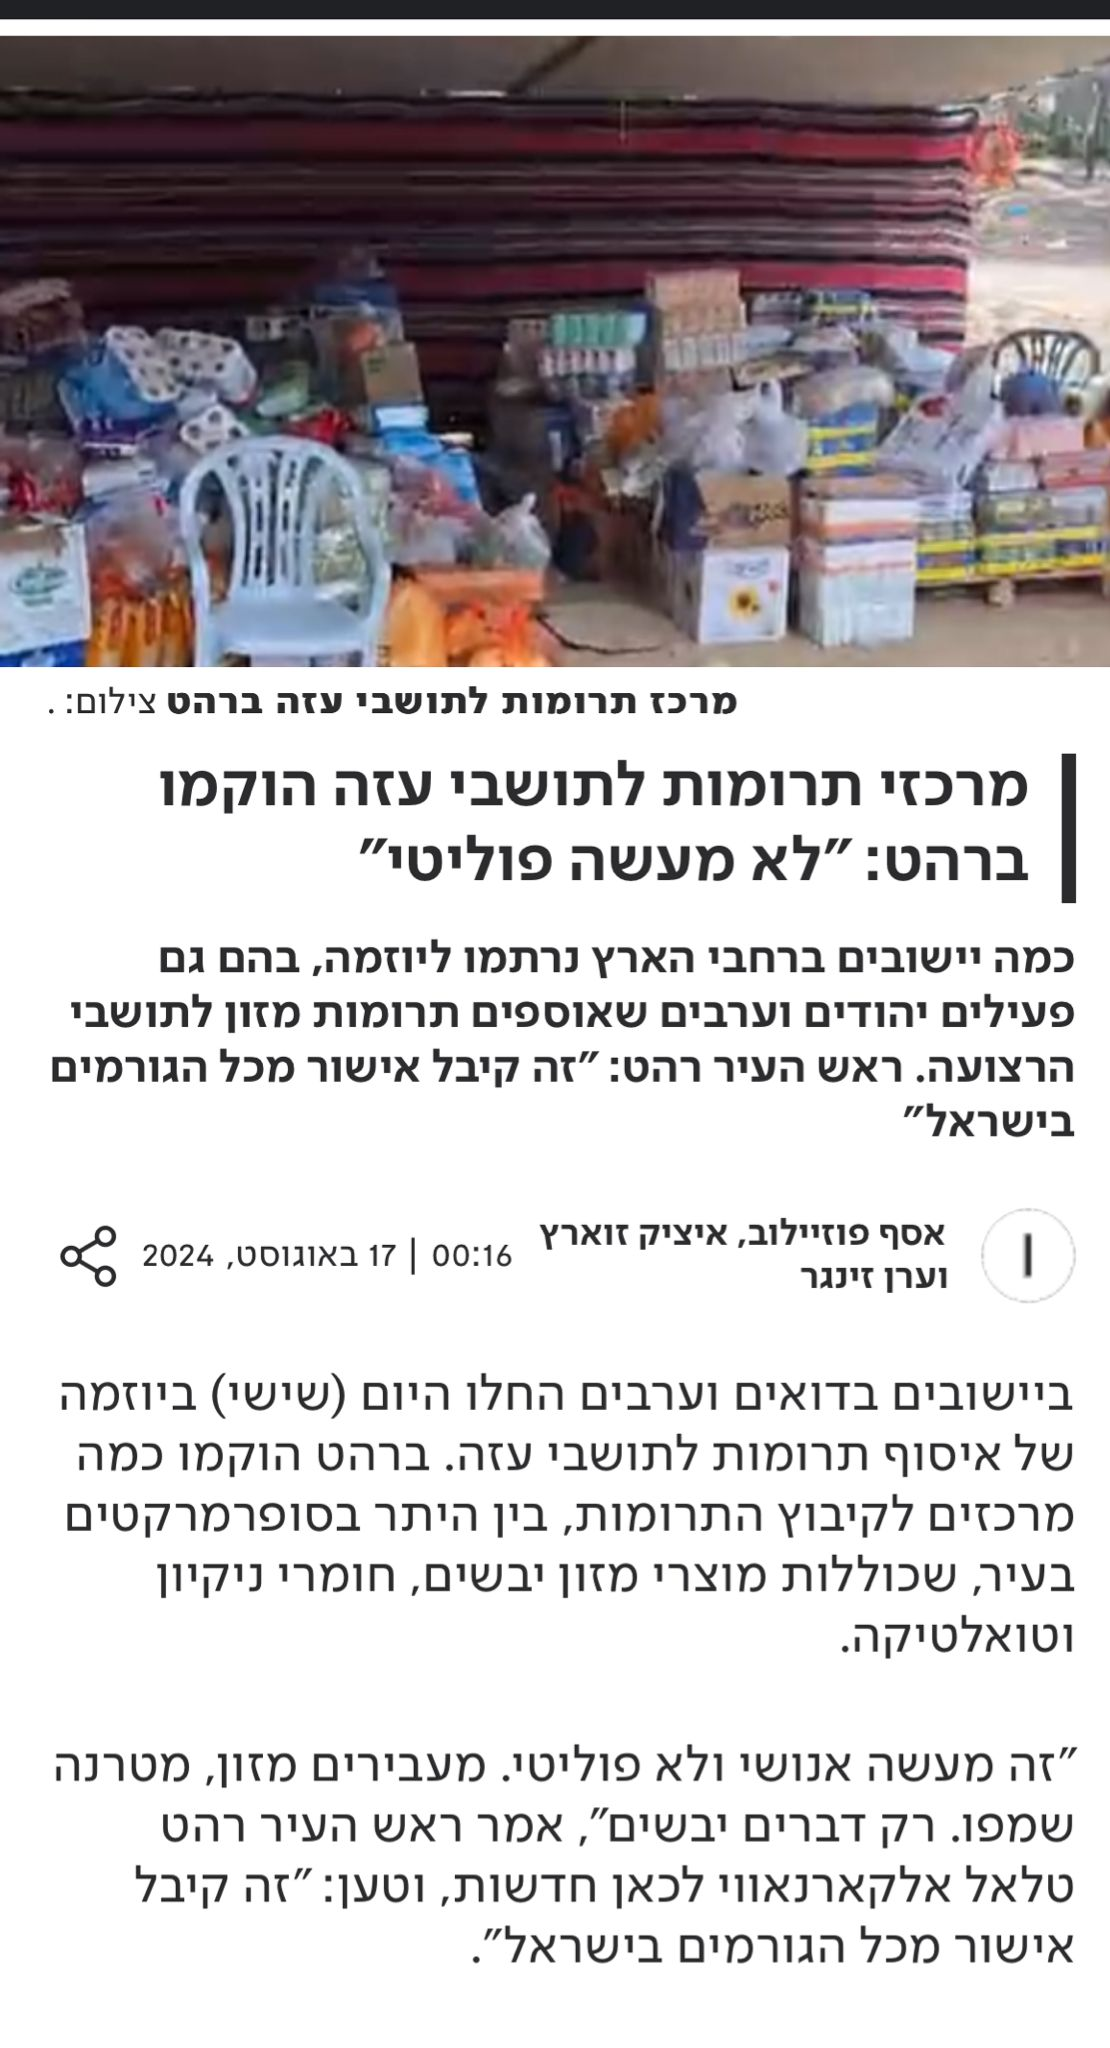 מרכז תרומות לתושבי עזה ברהט צילום: .
מרכזי תרומות לתושבי עזה הוקמו
ברהט: "לא מעשה פוליטי"
כמה יישובים ברחבי הארץ נרתמו ליוזמה, בהם גם
פעילים יהודים וערבים שאוספים תרומות מזון לתושבי
הרצועה. ראש העיר רהט: "זה קיבל אישור מכל הגורמים
בישראל"
אסף פוזיילוב, איציק זוארץ
וערן זינגר
00:16 | 17 באוגוסט, 2024
ביישובים בדואים וערבים החלו היום (שישי) ביוזמה
של איסוף תרומות לתושבי עזה. ברהט הוקמו כמה
מרכזים לקיבוץ התרומות, בין היתר בסופרמרקטים
בעיר, שכוללות מוצרי מזון יבשים, חומרי ניקיון
וטואלטיקה.
"זה מעשה אנושי ולא פוליטי. מעבירים מזון, מטרנה
שמפו. רק דברים יבשים", אמר ראש העיר רהט
טלאל אלקארנאווי לכאן חדשות, וטען: "זה קיבל
אישור מכל הגורמים בישראל".